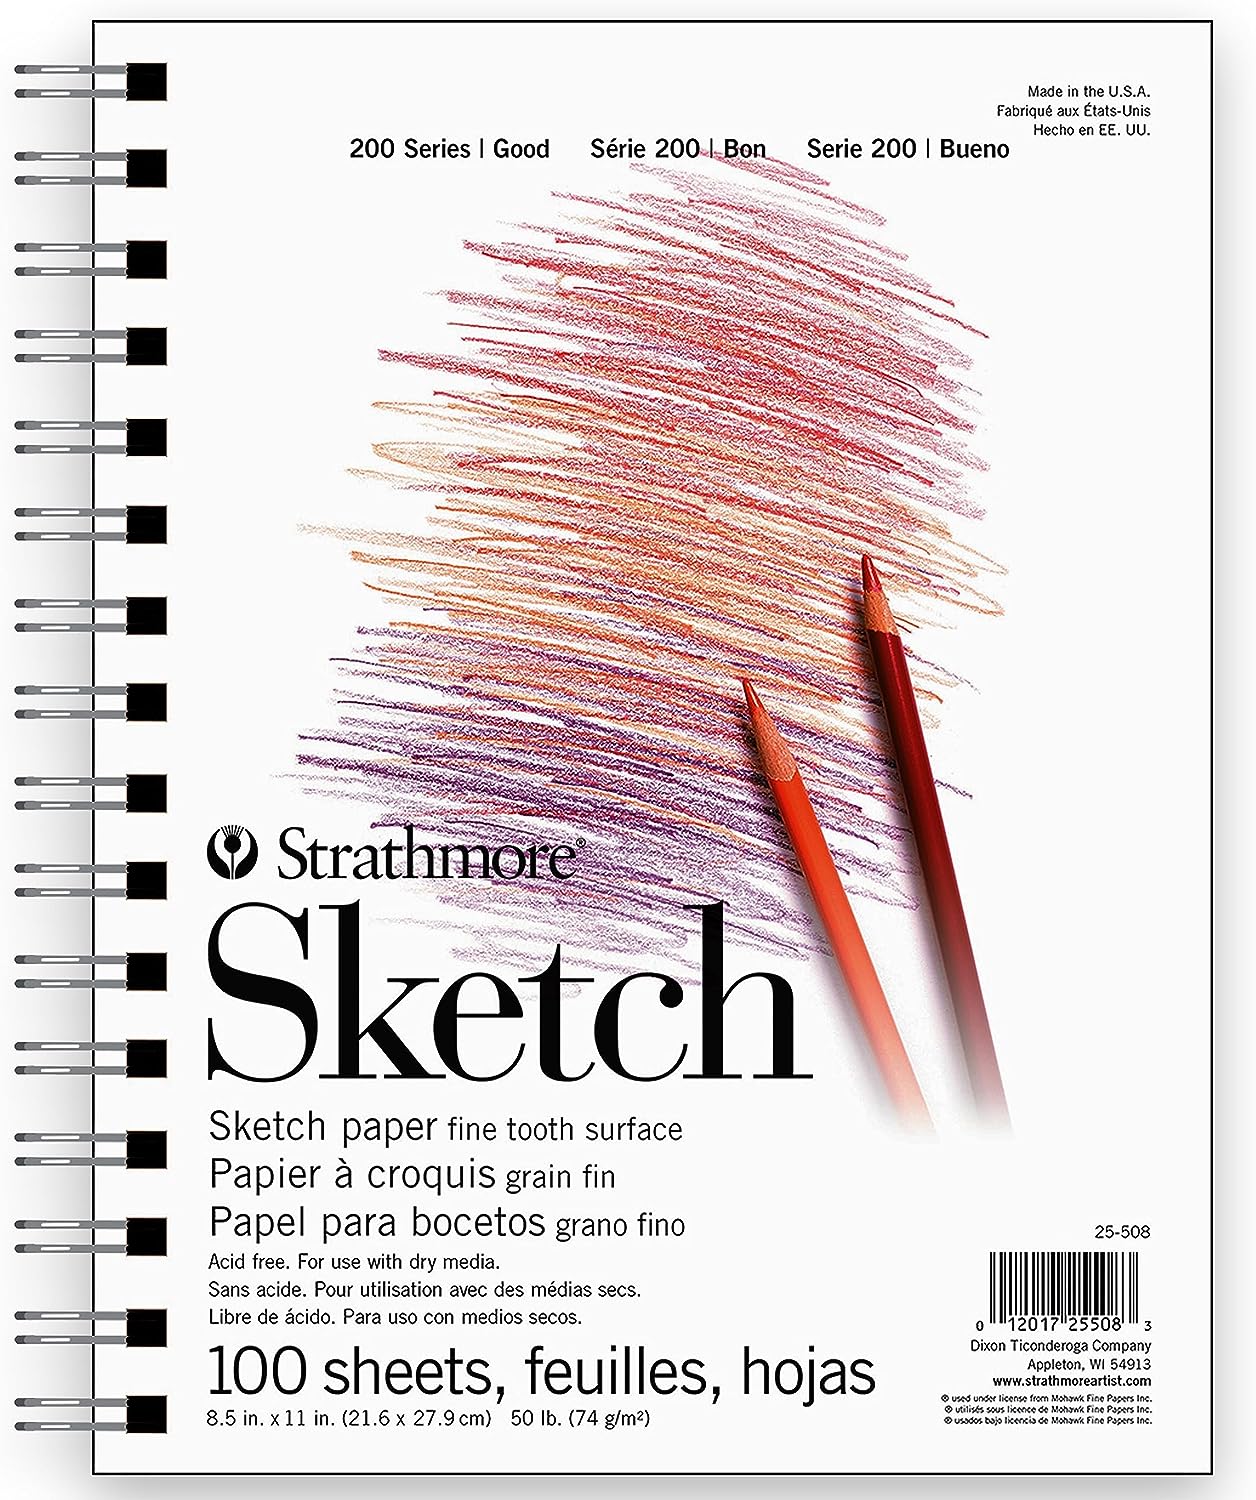 Made in the U.S.A.
Fabriqué aux États-Unis
Hecho en EE. UU.
200 Series | Good Série 200 | Bon Serie 200 | Bueno
Strathmore®
Sketch
Sketch paper fine tooth surface
Papier à croquis grain fin
Papel para bocetos grano fino
Acid free. For use with dry media.
Sans acide. Pour utilisation avec des médias secs.
Libre de ácido. Para uso con medios secos.
100 sheets, feuilles, hojas
8.5 in. x 11 in. (21.6 x 27.9 cm) 50 lb. (74 g/m²)
25-508
0 12017 25508 3
Dixon Ticonderoga Company
Appleton, WI 54913
www.strathmoreartist.com
® used under license from Mohawk Fine Papers Inc.
® utilisés sous licence de Mohawk Fine Papers Inc.
® usados bajo licencia de Mohawk Fine Papers Inc.